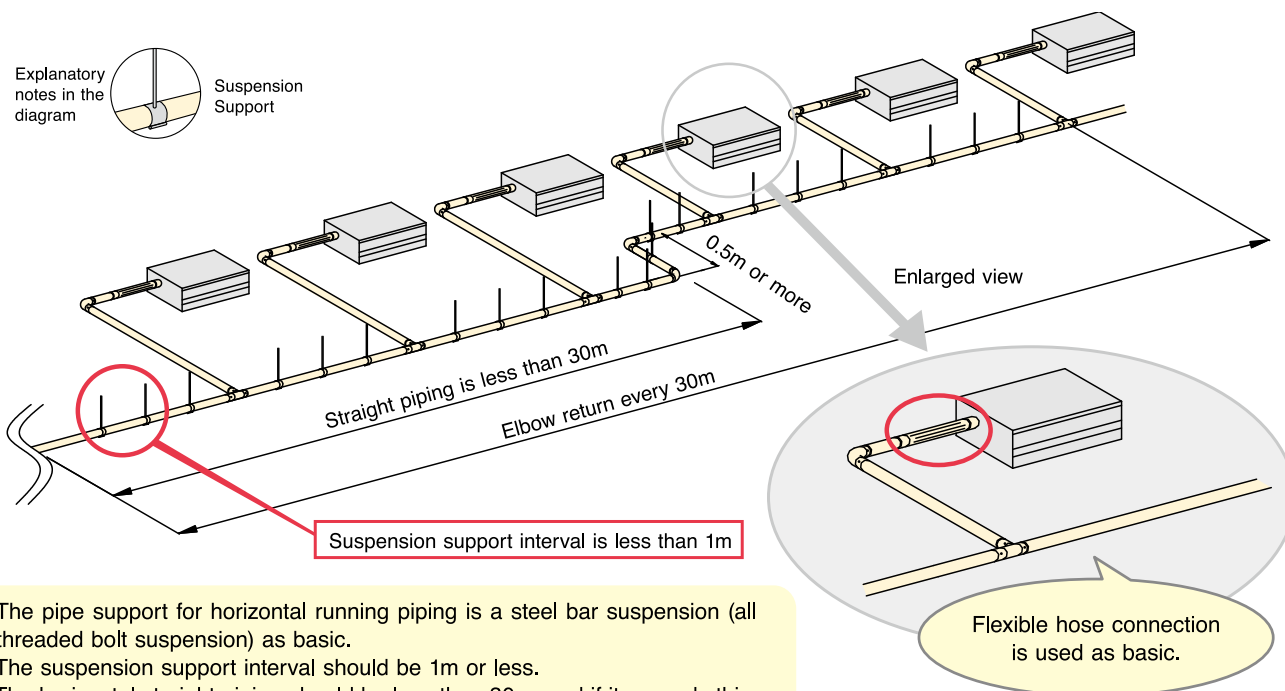 Explanatory
notes in the
diagram
Suspension
Support
0.5m or more
Enlarged view
Straight piping is less than 30m
Elbow return every 30m
Suspension support interval is less than 1m
Flexible hose connection
is used as basic.
The pipe support for horizontal running piping is a steel bar suspension (all
threaded bolt suspension) as basic.
The suspension support interval should be 1m or less.